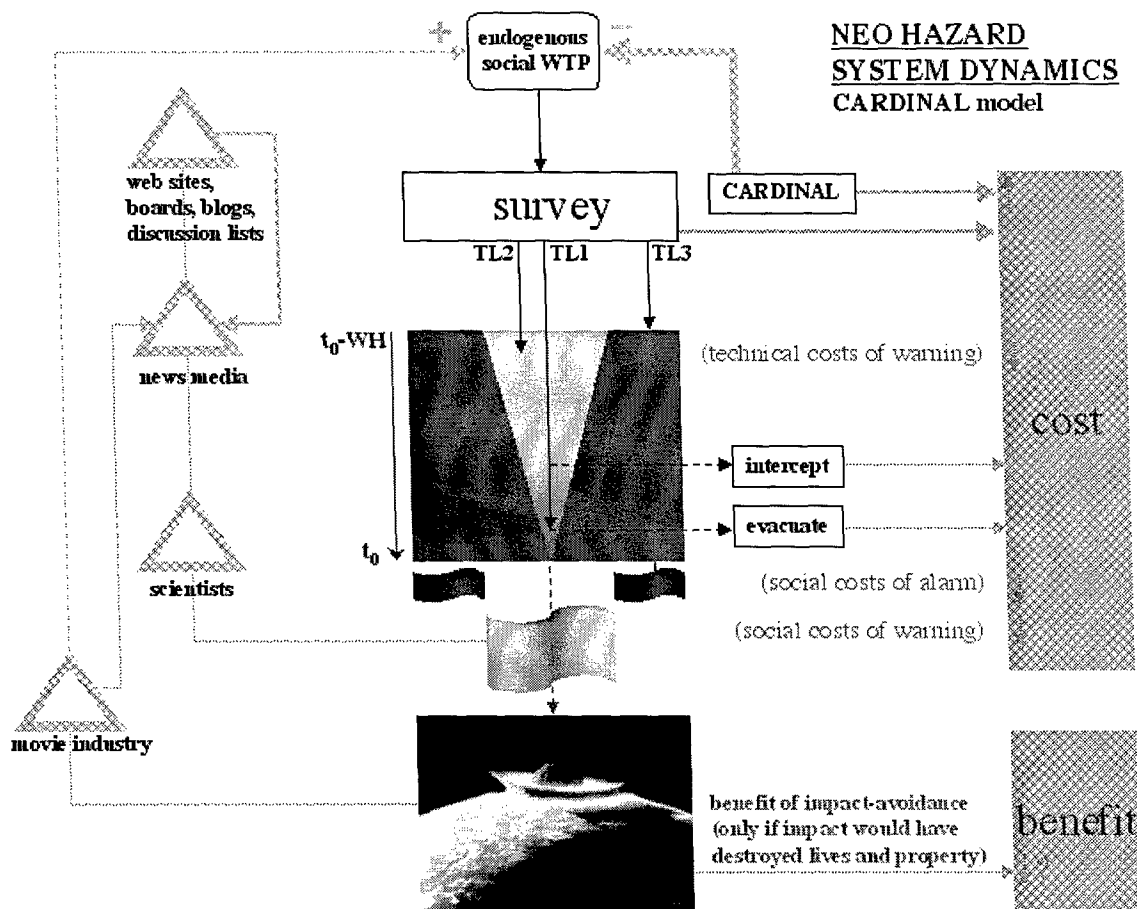 NEO HAZARD
SYSTEM DYNAMICS
CARDINAL model
+
–
endogenous
social WTP
web sites,
boards, blogs,
discussion lists
survey
CARDINAL
TL2
TL1
TL3
t₀-WH
(technical costs of warning)
news media
cost
intercept
evacuate
t₀
scientists
(social costs of alarm)
(social costs of warning)
movie industry
benefit of impact-avoidance
(only if impact would have
destroyed lives and property)
benefit